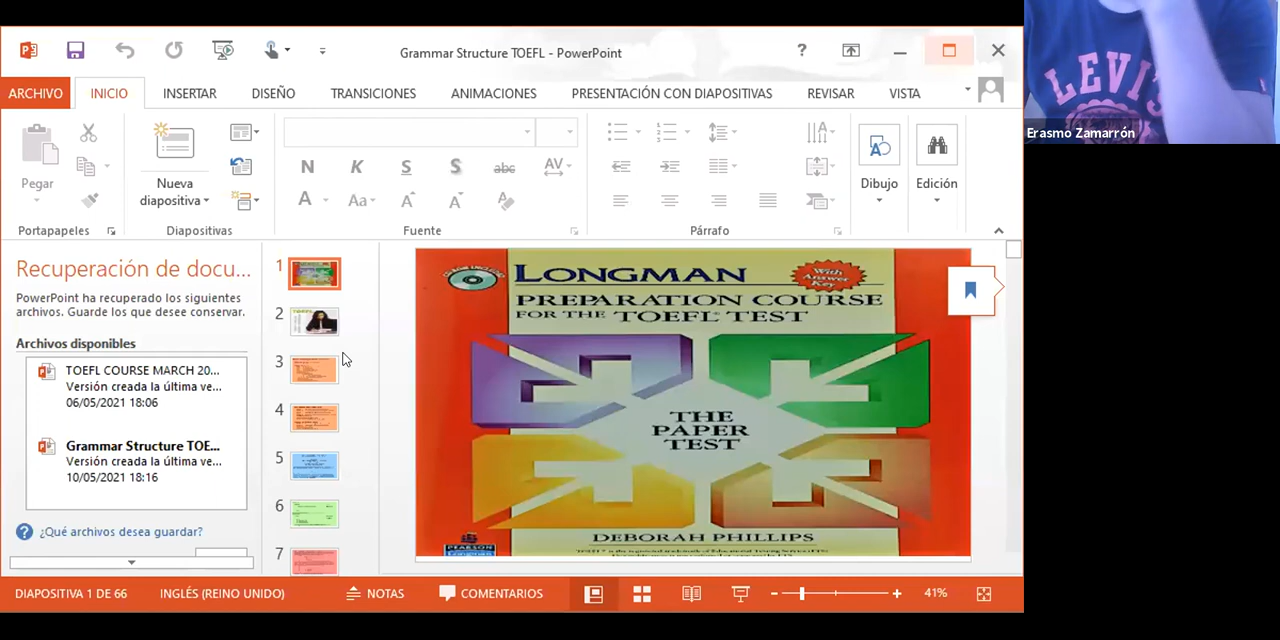 Grammar Structure TOEFL - PowerPoint
?
ARCHIVO INICIO INSERTAR DISEÑO TRANSICIONES ANIMACIONES PRESENTACIÓN CON DIAPOSITIVAS REVISAR VISTA
LEVI'S
Erasmo Zamarrón
Pegar
Nueva
diapositiva
N K S S abc AV
A Aa A A
Dibujo
Edición
Portapapeles Diapositivas Fuente Párrafo
Recuperación de docu...
PowerPoint ha recuperado los siguientes
archivos. Guarde los que desee conservar.
Archivos disponibles
TOEFL COURSE MARCH 20...
Versión creada la última ve...
06/05/2021 18:06
Grammar Structure TOE...
Versión creada la última ve...
10/05/2021 18:16
¿Qué archivos desea guardar?
1
2
3
4
5
6
7
LONGMAN
With
Answer
Key
PREPARATION COURSE
FOR THE TOEFL® TEST
THE
PAPER
TEST
DEBORAH PHILLIPS
PEARSON
Longman
DIAPOSITIVA 1 DE 66 INGLÉS (REINO UNIDO) NOTAS COMENTARIOS 41%